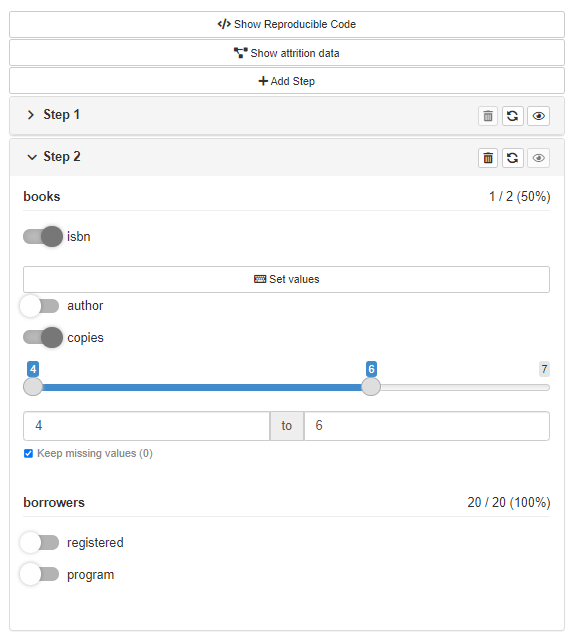 Show Reproducible Code
Show attrition data
Add Step
Step 1
Step 2
books 1 / 2 (50%)
isbn
Set values
author
copies
4 6 7
4 to 6
Keep missing values (0)
borrowers 20 / 20 (100%)
registered
program